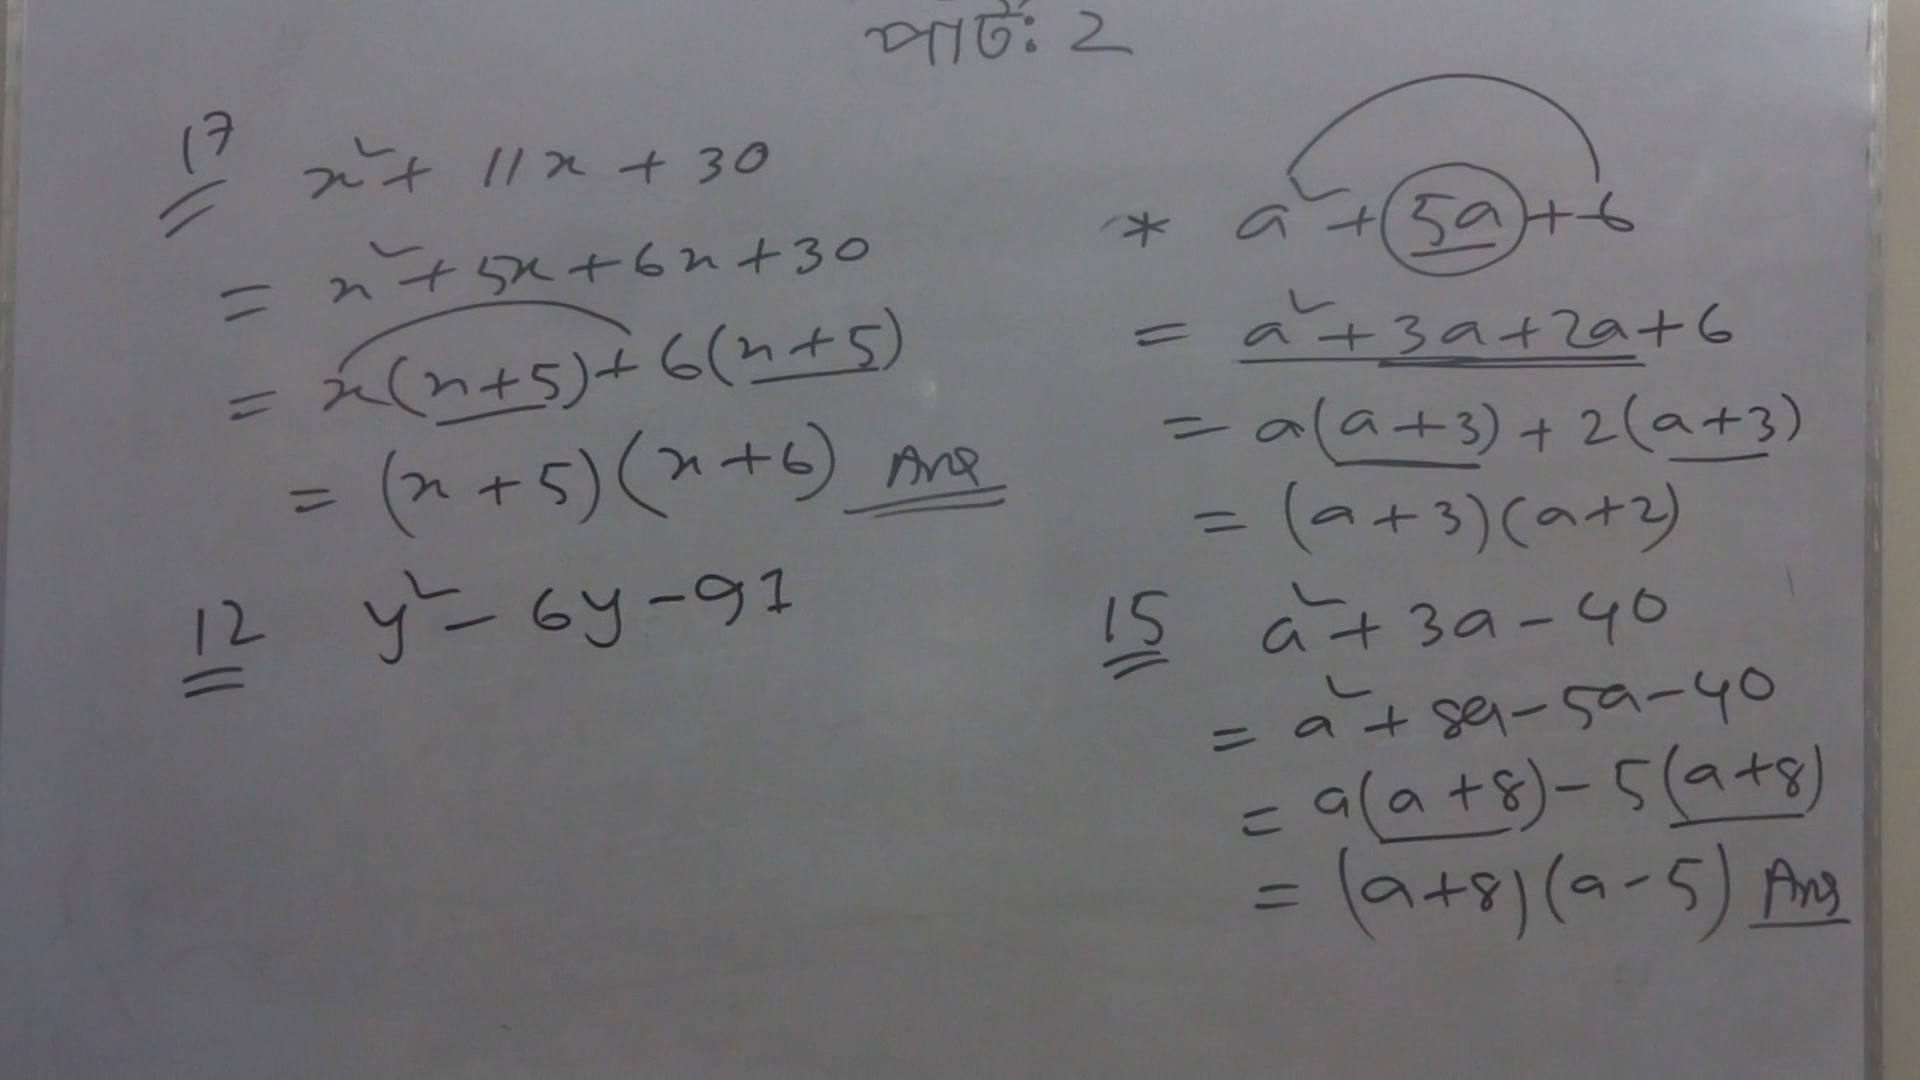 পার্ট: 2
17 x² + 11x + 30
= x² + 5x + 6x + 30
= x(x+5) + 6(x+5)
= (x+5)(x+6) Ans
12 y² - 6y - 91
* a² + 5a + 6
= a² + 3a + 2a + 6
= a(a+3) + 2(a+3)
= (a+3)(a+2)
15 a² + 3a - 40
= a² + 8a - 5a - 40
= a(a+8) - 5(a+8)
= (a+8)(a-5) Ans